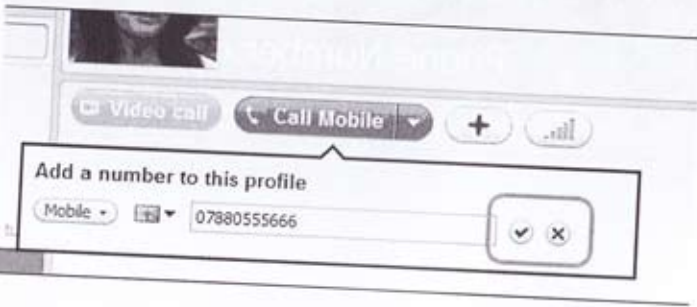 Video call
Call Mobile
Add a number to this profile
Mobile
07880555666